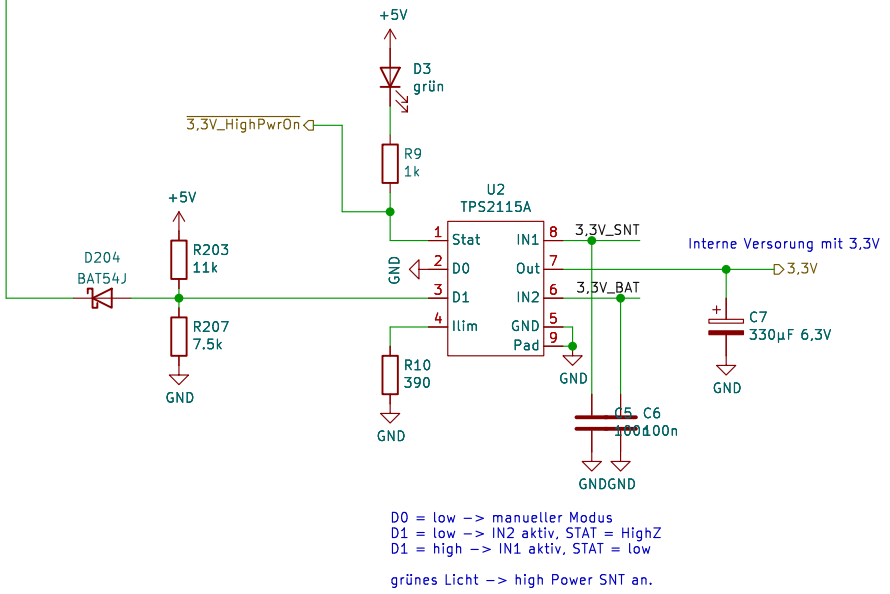 +5V
D3
grün
3,3V_HighPwrOn
R9
1k
+5V
U2
TPS2115A
D204
BAT54J
R203
11k
GND
1 Stat
2 D0
3 D1
4 Ilim
IN1 8
Out 7
IN2 6
GND 5
Pad 9
3,3V_SNT
3,3V_BAT
Interne Versorung mit 3,3V
3,3V
+
C7
330µF 6,3V
GND
R207
7.5k
GND
R10
390
GND
GND
C5 C6
100n 100n
GND GND
D0 = low -> manueller Modus
D1 = low -> IN2 aktiv, STAT = HighZ
D1 = high -> IN1 aktiv, STAT = low
grünes Licht -> high Power SNT an.